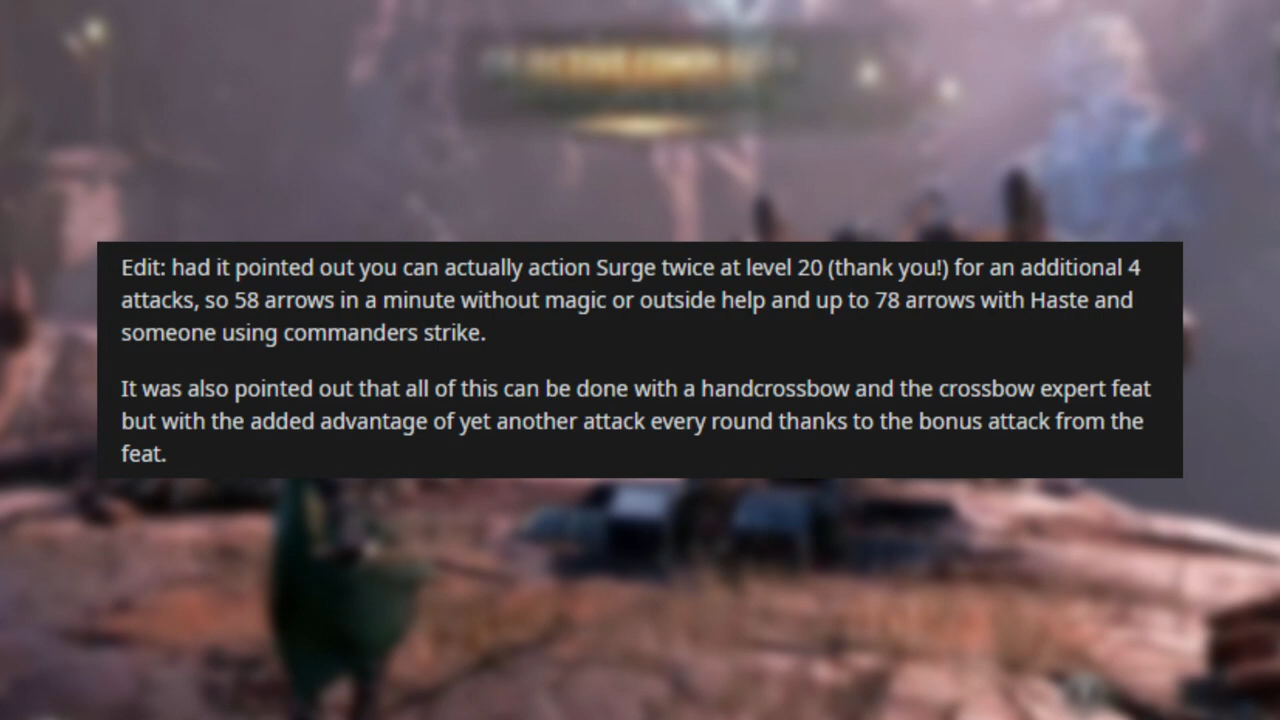 Edit: had it pointed out you can actually action Surge twice at level 20 (thank you!) for an additional 4
attacks, so 58 arrows in a minute without magic or outside help and up to 78 arrows with Haste and
someone using commanders strike.
It was also pointed out that all of this can be done with a handcrossbow and the crossbow expert feat
but with the added advantage of yet another attack every round thanks to the bonus attack from the
feat.